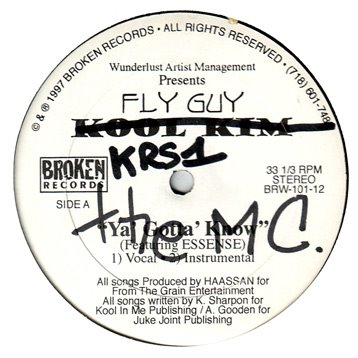 © & ℗ 1997 BROKEN RECORDS • ALL RIGHTS RESERVED • (718) 601-748
Wunderlust Artist Management
Presents
FLY GUY
KOOL KIM
KRS1
BROKEN
RECORDS
SIDE A
33 1/3 RPM
STEREO
BRW-101-12
the MC.
"Ya' Gotta' Know"
(Featuring ESSENSE)
1) Vocal - 2) Instrumental
All songs Produced by HAASSAN for
From The Grain Entertainment
All songs written by K. Sharpon for
Kool In Me Publishing / A. Gooden for
Juke Joint Publishing